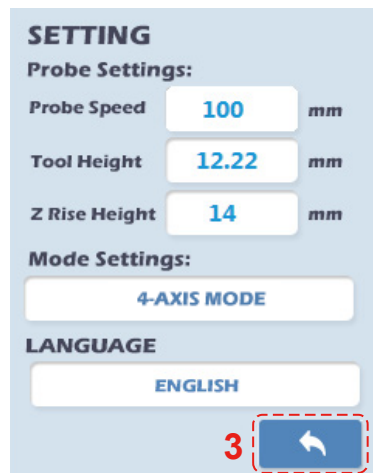 SETTING
Probe Settings:
Probe Speed 100 mm
Tool Height 12.22 mm
Z Rise Height 14 mm
Mode Settings:
4-AXIS MODE
LANGUAGE
ENGLISH
3